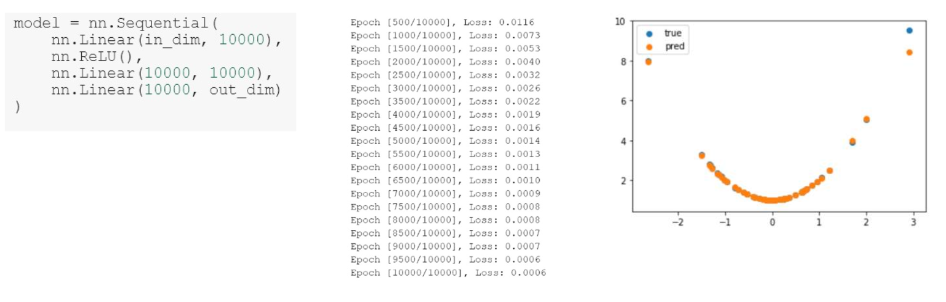 model = nn.Sequential(
    nn.Linear(in_dim, 10000),
    nn.ReLU(),
    nn.Linear(10000, 10000),
    nn.Linear(10000, out_dim)
)
Epoch [500/10000], Loss: 0.0116
Epoch [1000/10000], Loss: 0.0073
Epoch [1500/10000], Loss: 0.0053
Epoch [2000/10000], Loss: 0.0040
Epoch [2500/10000], Loss: 0.0032
Epoch [3000/10000], Loss: 0.0026
Epoch [3500/10000], Loss: 0.0022
Epoch [4000/10000], Loss: 0.0019
Epoch [4500/10000], Loss: 0.0016
Epoch [5000/10000], Loss: 0.0014
Epoch [5500/10000], Loss: 0.0013
Epoch [6000/10000], Loss: 0.0011
Epoch [6500/10000], Loss: 0.0010
Epoch [7000/10000], Loss: 0.0009
Epoch [7500/10000], Loss: 0.0008
Epoch [8000/10000], Loss: 0.0008
Epoch [8500/10000], Loss: 0.0007
Epoch [9000/10000], Loss: 0.0007
Epoch [9500/10000], Loss: 0.0006
Epoch [10000/10000], Loss: 0.0006
true
pred
10
8
6
4
2
-2 -1 0 1 2 3